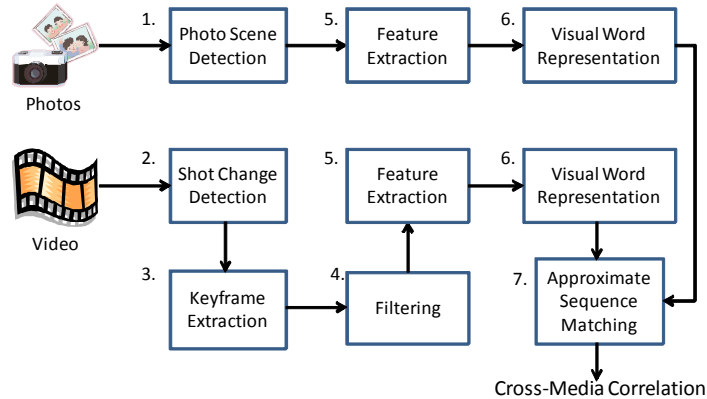 1.
Photo Scene
Detection
5.
Feature
Extraction
6.
Visual Word
Representation
Photos
2.
Shot Change
Detection
5.
Feature
Extraction
6.
Visual Word
Representation
Video
3.
Keyframe
Extraction
4.
Filtering
7.
Approximate
Sequence
Matching
Cross-Media Correlation